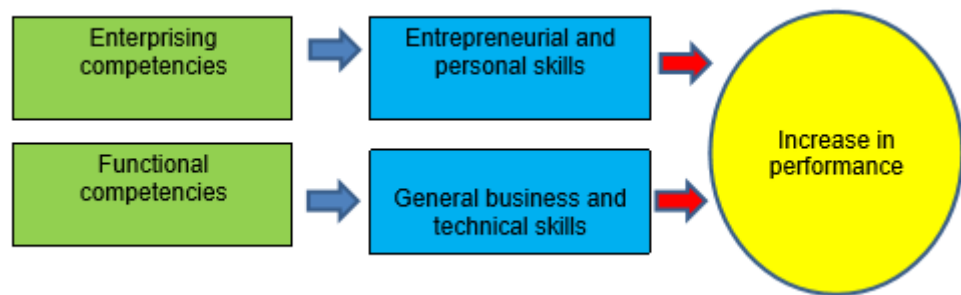 Enterprising
competencies
Entrepreneurial and
personal skills
Functional
competencies
General business and
technical skills
Increase in
performance